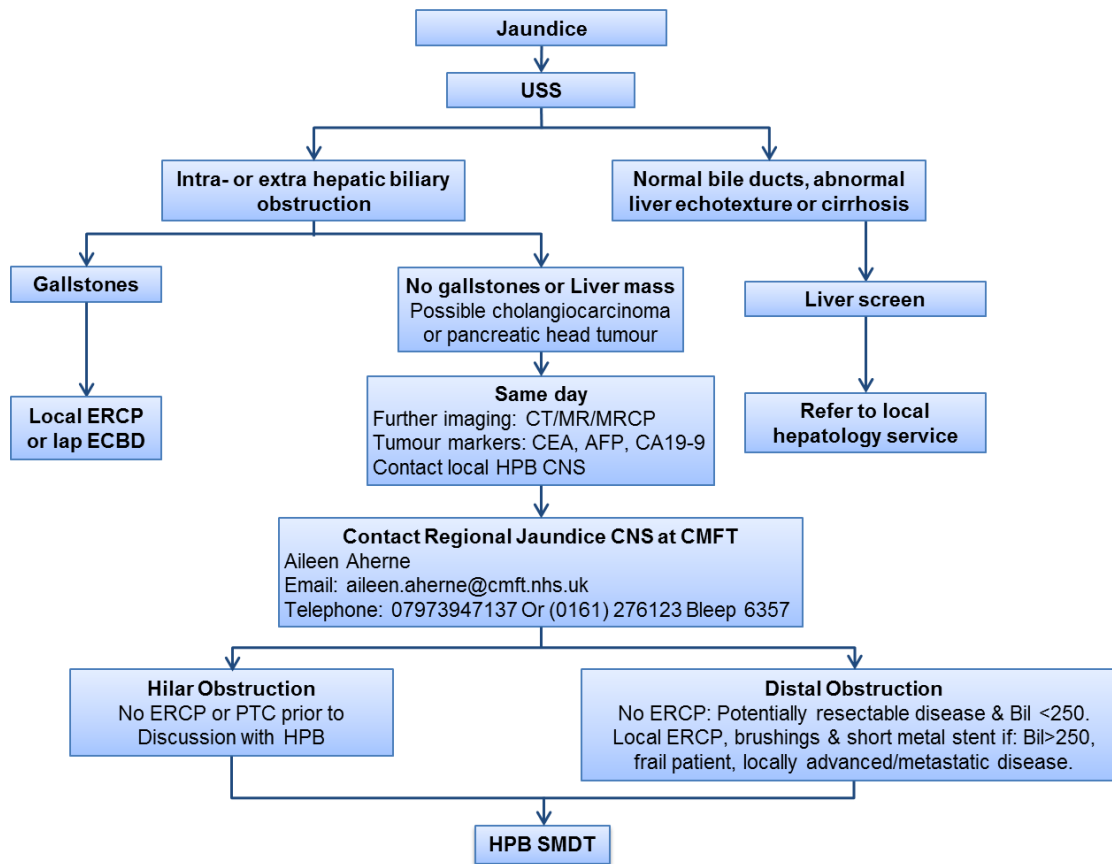 Jaundice
USS
Intra- or extra hepatic biliary
obstruction
Normal bile ducts, abnormal
liver echotexture or cirrhosis
Gallstones
No gallstones or Liver mass
Possible cholangiocarcinoma
or pancreatic head tumour
Liver screen
Local ERCP
or lap ECBD
Same day
Further imaging: CT/MR/MRCP
Tumour markers: CEA, AFP, CA19-9
Contact local HPB CNS
Refer to local
hepatology service
Contact Regional Jaundice CNS at CMFT
Aileen Aherne
Email: aileen.aherne@cmft.nhs.uk
Telephone: 07973947137 Or (0161) 276123 Bleep 6357
Hilar Obstruction
No ERCP or PTC prior to
Discussion with HPB
Distal Obstruction
No ERCP: Potentially resectable disease & Bil <250.
Local ERCP, brushings & short metal stent if: Bil>250,
frail patient, locally advanced/metastatic disease.
HPB SMDT